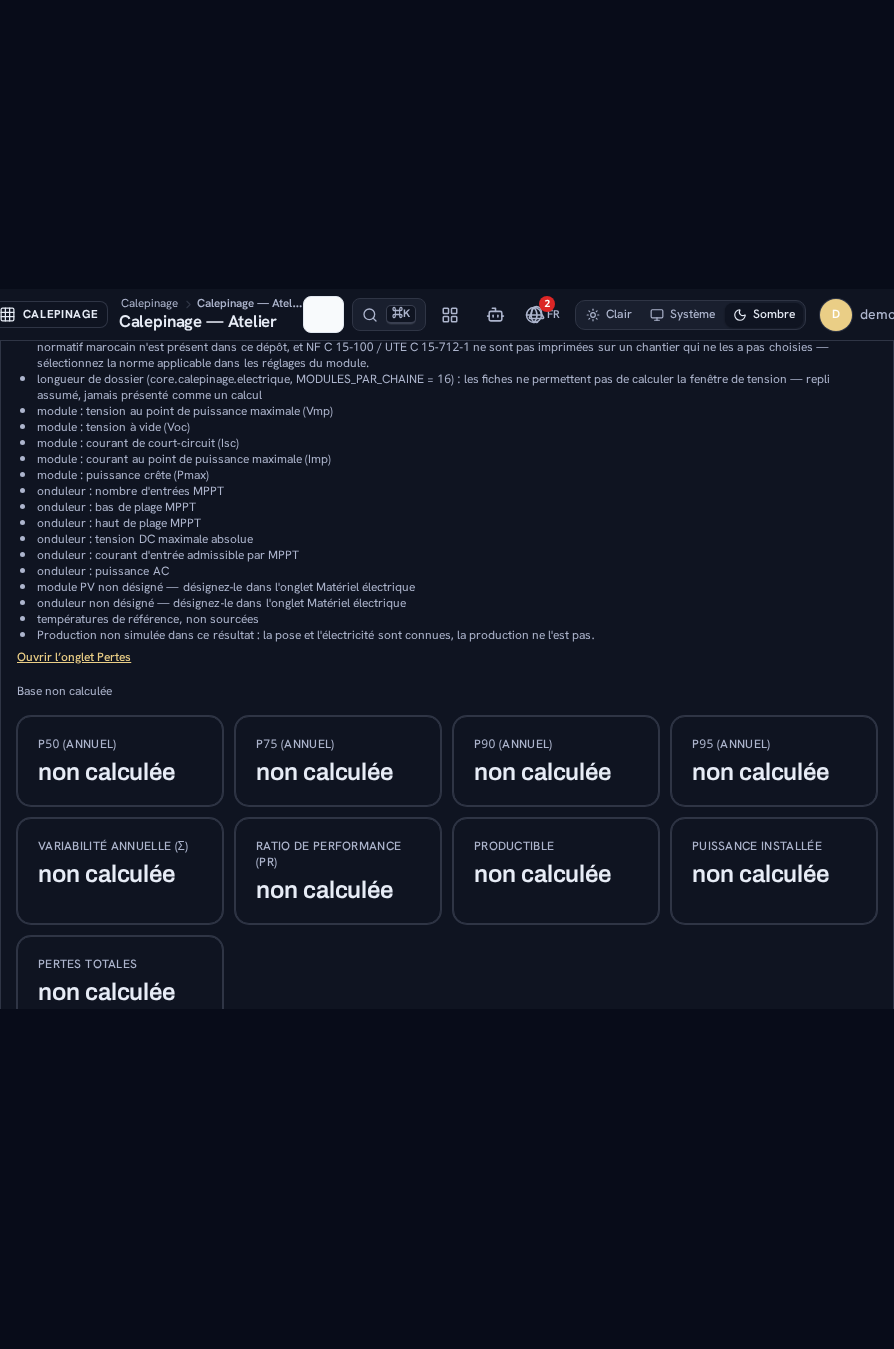 CALEPINAGE
Calepinage > Calepinage — Atel...
Calepinage — Atelier
⌘K
2
FR
Clair
Système
Sombre
D
demo
normatif marocain n'est présent dans ce dépôt, et NF C 15-100 / UTE C 15-712-1 ne sont pas imprimées sur un chantier qui ne les a pas choisies —
sélectionnez la norme applicable dans les réglages du module.
• longueur de dossier (core.calepinage.electrique, MODULES_PAR_CHAINE = 16) : les fiches ne permettent pas de calculer la fenêtre de tension — repli
assumé, jamais présenté comme un calcul
• module : tension au point de puissance maximale (Vmp)
• module : tension à vide (Voc)
• module : courant de court-circuit (Isc)
• module : courant au point de puissance maximale (Imp)
• module : puissance crête (Pmax)
• onduleur : nombre d'entrées MPPT
• onduleur : bas de plage MPPT
• onduleur : haut de plage MPPT
• onduleur : tension DC maximale absolue
• onduleur : courant d'entrée admissible par MPPT
• onduleur : puissance AC
• module PV non désigné — désignez-le dans l'onglet Matériel électrique
• onduleur non désigné — désignez-le dans l'onglet Matériel électrique
• températures de référence, non sourcées
• Production non simulée dans ce résultat : la pose et l'électricité sont connues, la production ne l'est pas.
Ouvrir l’onglet Pertes
Base non calculée
P50 (ANNUEL)
non calculée
P75 (ANNUEL)
non calculée
P90 (ANNUEL)
non calculée
P95 (ANNUEL)
non calculée
VARIABILITÉ ANNUELLE (Σ)
non calculée
RATIO DE PERFORMANCE
(PR)
non calculée
PRODUCTIBLE
non calculée
PUISSANCE INSTALLÉE
non calculée
PERTES TOTALES
non calculée